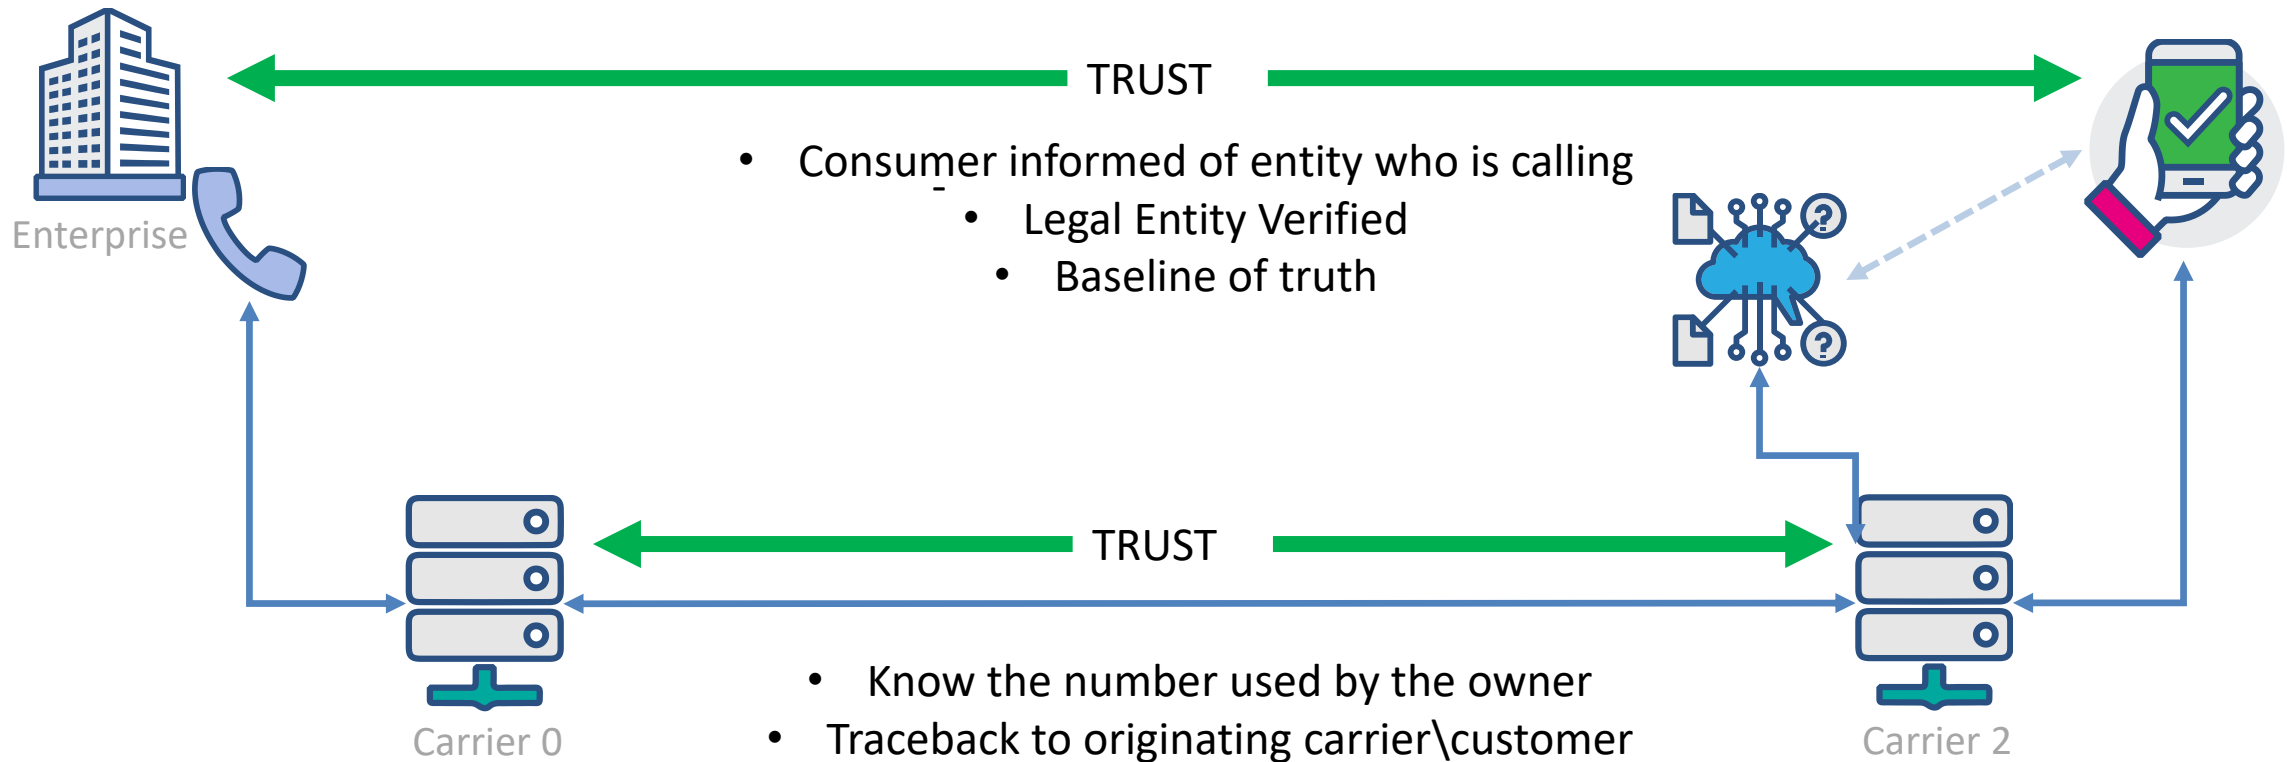 TRUST
• Consumer informed of entity who is calling
-
• Legal Entity Verified
• Baseline of truth
Enterprise
?
?
TRUST
• Know the number used by the owner
• Traceback to originating carrier\customer
Carrier 0
Carrier 2